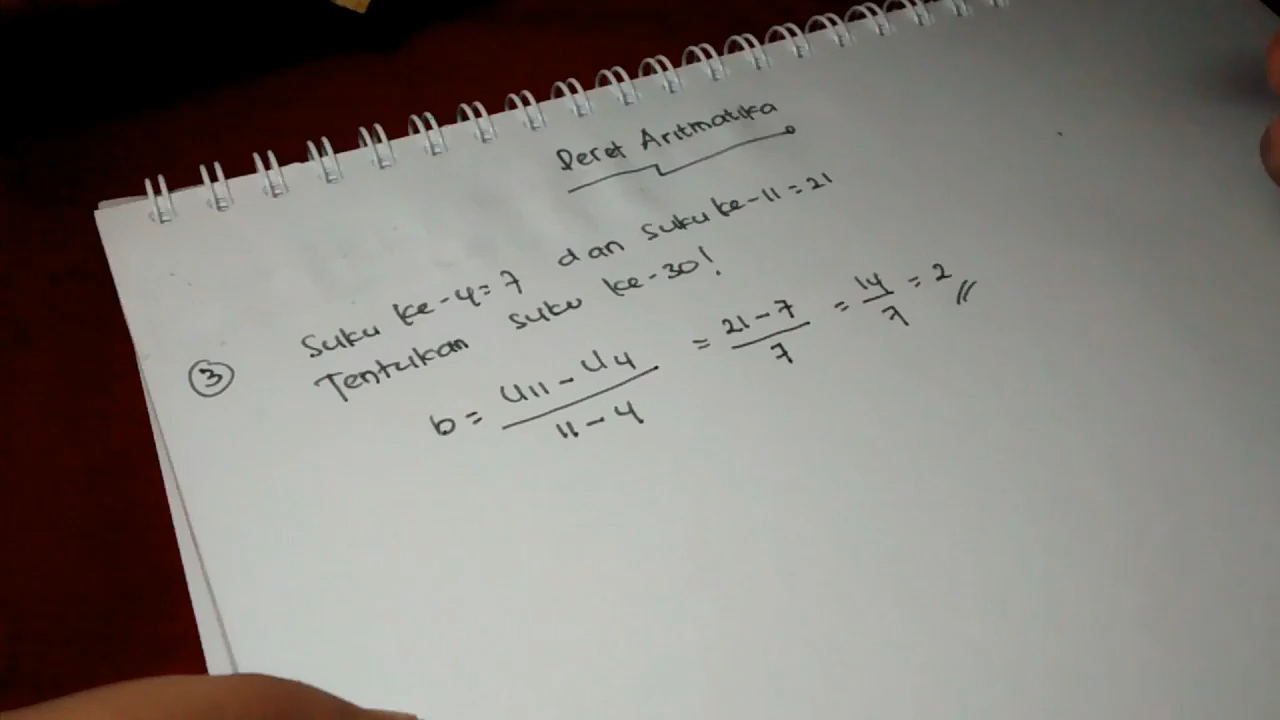 Deret Aritmatika
③ Suku ke-4=7 dan Suku ke-11=21
Tentukan suku ke-30!
b = U11 - U4 / 11 - 4 = 21 - 7 / 7 = 14 / 7 = 2 //